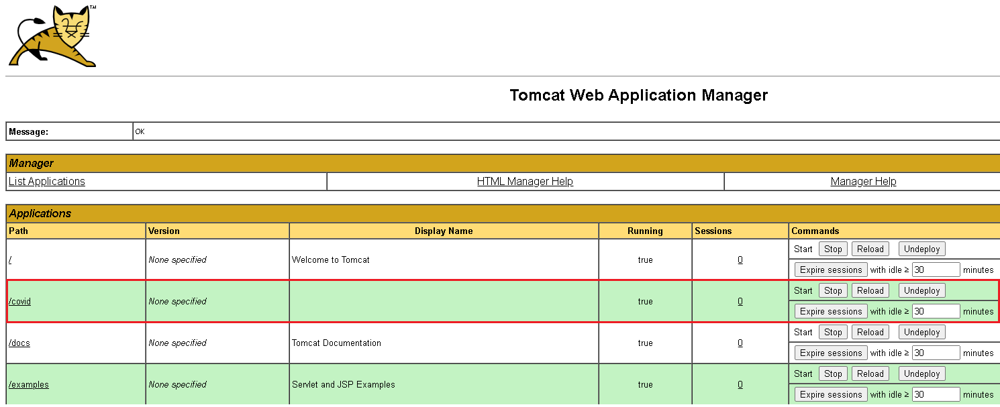 TM
Tomcat Web Application Manager
Message: OK
Manager
List Applications HTML Manager Help Manager Help
Applications
Path Version Display Name Running Sessions Commands
/ None specified Welcome to Tomcat true 0 Start Stop Reload Undeploy
Expire sessions with idle ≥ 30 minutes
/covid None specified true 0 Start Stop Reload Undeploy
Expire sessions with idle ≥ 30 minutes
/docs None specified Tomcat Documentation true 0 Start Stop Reload Undeploy
Expire sessions with idle ≥ 30 minutes
/examples None specified Servlet and JSP Examples true 0 Start Stop Reload Undeploy
Expire sessions with idle ≥ 30 minutes